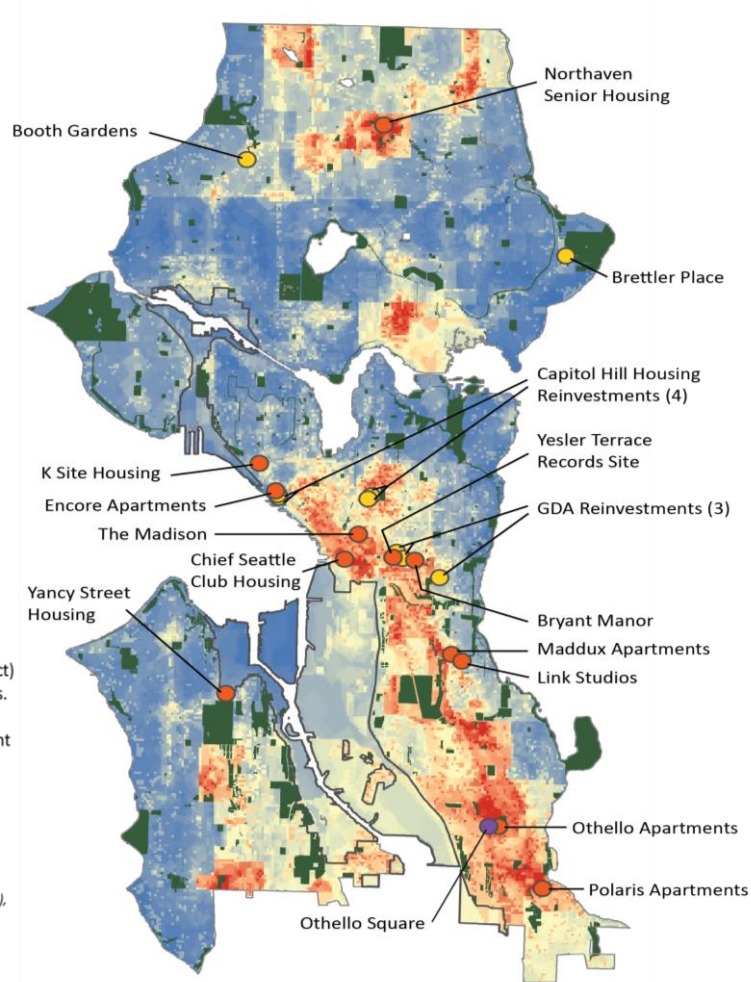 Northaven
Senior Housing
Booth Gardens
Brettler Place
Capitol Hill Housing
Reinvestments (4)
Yesler Terrace
Records Site
K Site Housing
Encore Apartments
GDA Reinvestments (3)
The Madison
Chief Seattle
Club Housing
Yancy Street
Housing
Bryant Manor
Maddux Apartments
Link Studios
Othello Apartments
Polaris Apartments
Othello Square